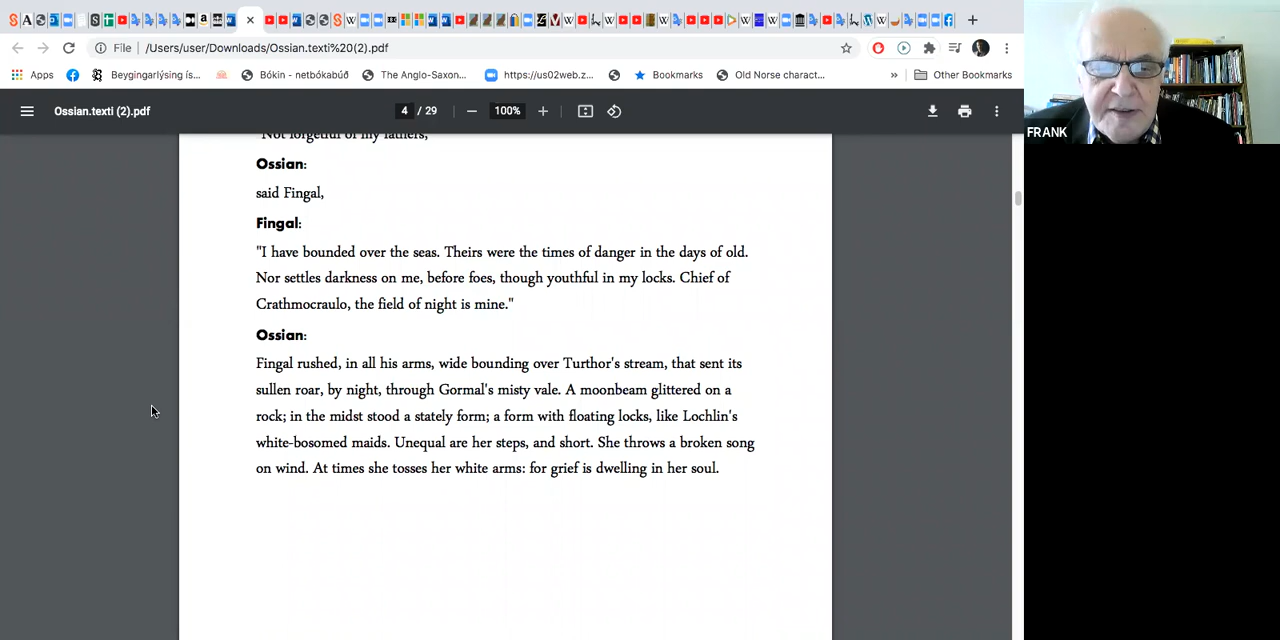 File
/Users/user/Downloads/Ossian.texti%20(2).pdf
Apps
Beygingarlýsing ís...
Bókin - netbókabúð
The Anglo-Saxon...
https://us02web.z...
Bookmarks
Old Norse charact...
»
Other Bookmarks
FRANK
Ossian.texti (2).pdf
4 / 29
100%
"Not forgetful of my fathers,
Ossian:
said Fingal,
Fingal:
"I have bounded over the seas. Theirs were the times of danger in the days of old.
Nor settles darkness on me, before foes, though youthful in my locks. Chief of
Crathmocraulo, the field of night is mine."
Ossian:
Fingal rushed, in all his arms, wide bounding over Turthor's stream, that sent its
sullen roar, by night, through Gormal's misty vale. A moonbeam glittered on a
rock; in the midst stood a stately form; a form with floating locks, like Lochlin's
white-bosomed maids. Unequal are her steps, and short. She throws a broken song
on wind. At times she tosses her white arms: for grief is dwelling in her soul.